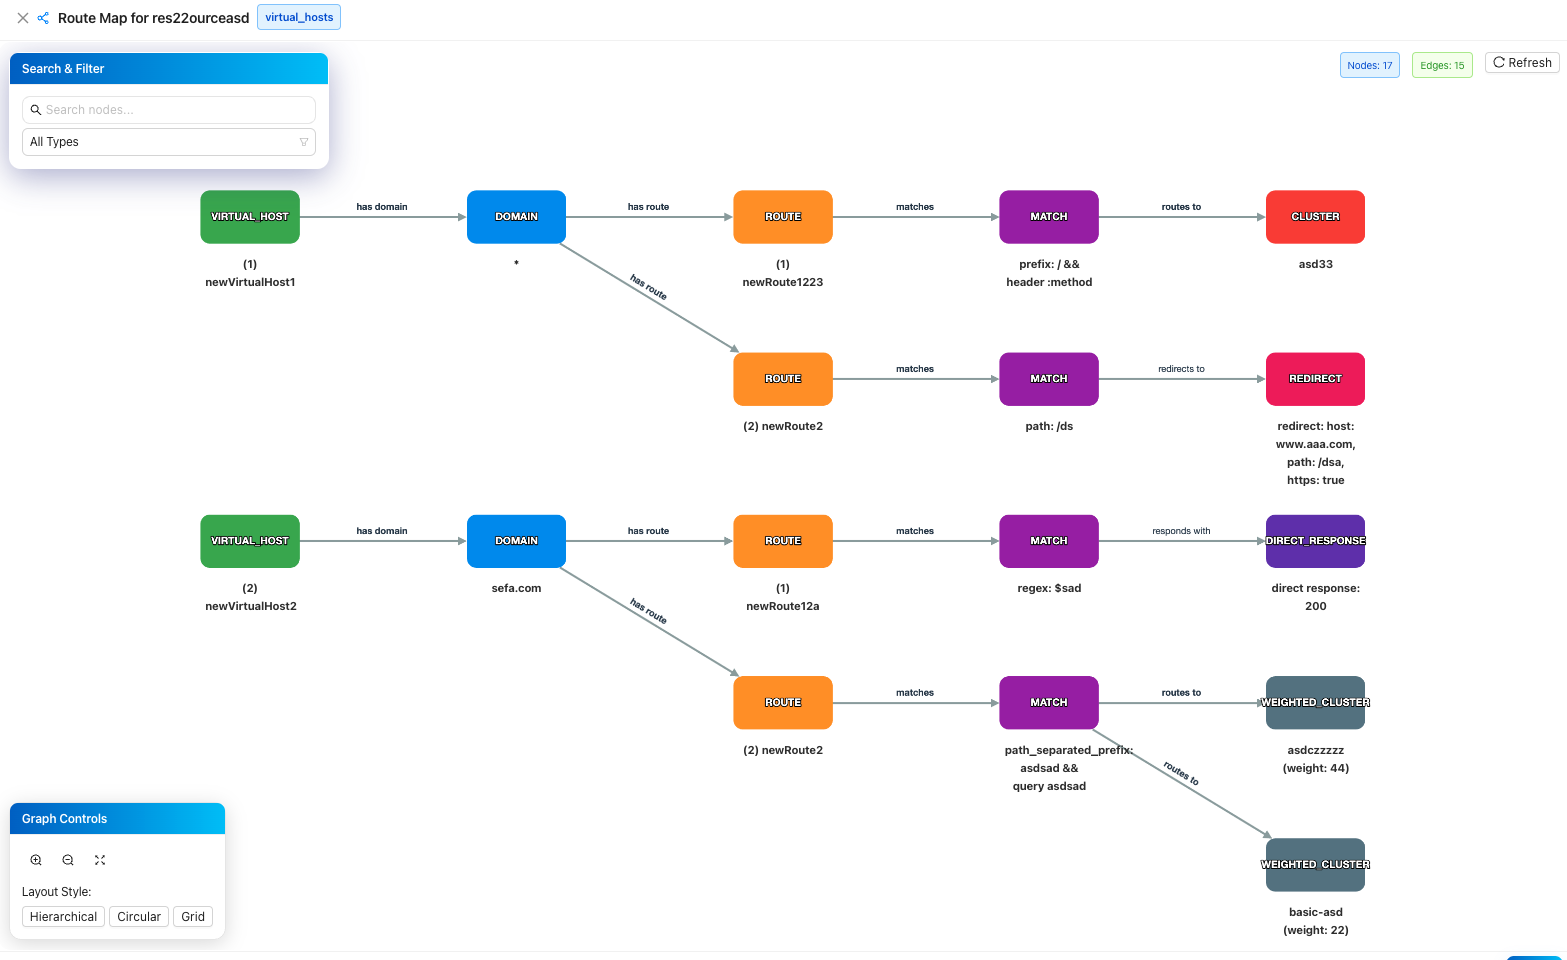 Route Map for res22ourceasd
virtual_hosts
Search & Filter
Search nodes...
All Types
Nodes: 17
Edges: 15
Refresh
VIRTUAL_HOST
has domain
DOMAIN
has route
ROUTE
matches
MATCH
routes to
CLUSTER
(1)
newVirtualHost1
*
has route
(1)
newRoute1223
prefix: / &&
header :method
asd33
ROUTE
matches
MATCH
redirects to
REDIRECT
(2) newRoute2
path: /ds
redirect: host:
www.aaa.com,
path: /dsa,
https: true
VIRTUAL_HOST
has domain
DOMAIN
has route
ROUTE
matches
MATCH
responds with
DIRECT_RESPONSE
(2)
newVirtualHost2
sefa.com
has route
(1)
newRoute12a
regex: $sad
direct response:
200
ROUTE
matches
MATCH
routes to
WEIGHTED_CLUSTER
(2) newRoute2
path_separated_prefix:
asdsad &&
query asdsad
routes to
asdczzzzz
(weight: 44)
WEIGHTED_CLUSTER
basic-asd
(weight: 22)
Graph Controls
Layout Style:
Hierarchical
Circular
Grid